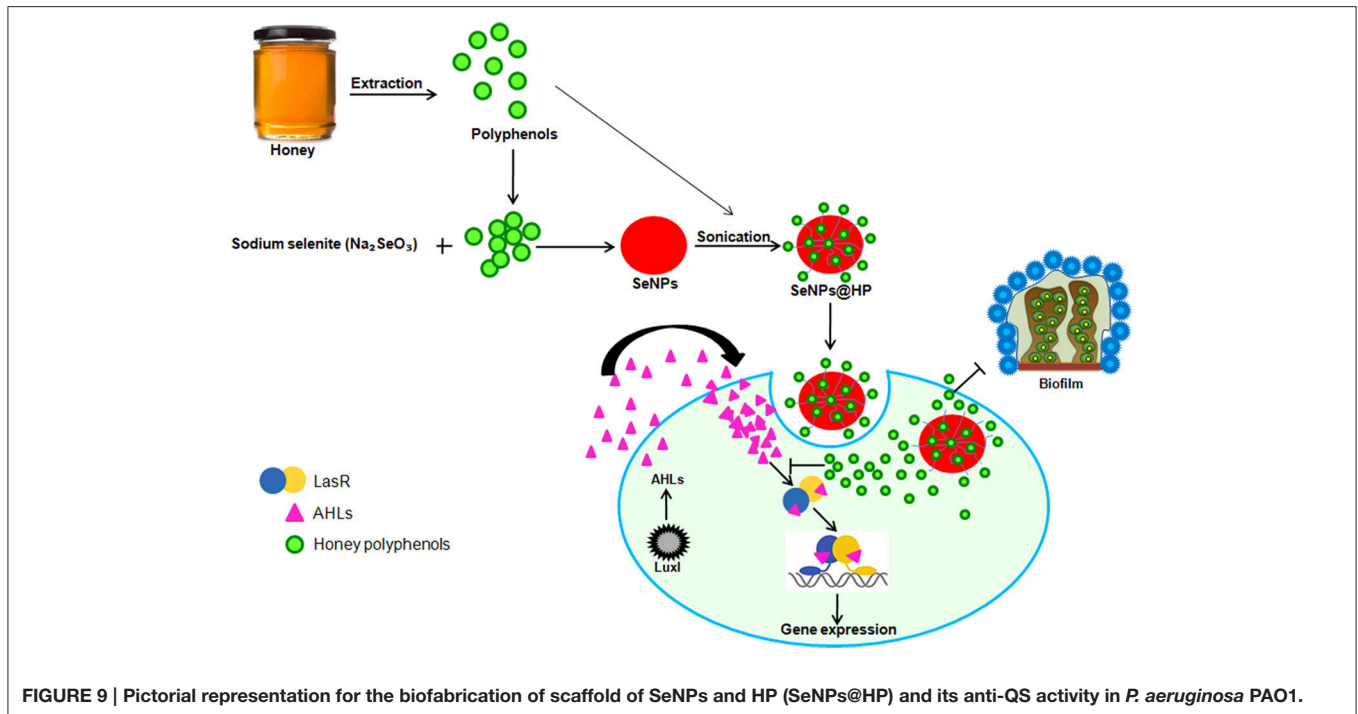 Extraction
Honey
Polyphenols
Sodium selenite (Na₂SeO₃) +
SeNPs
Sonication
SeNPs@HP
Biofilm
LasR
AHLs
Honey polyphenols
AHLs
LuxI
Gene expression
FIGURE 9 | Pictorial representation for the biofabrication of scaffold of SeNPs and HP (SeNPs@HP) and its anti-QS activity in P. aeruginosa PAO1.